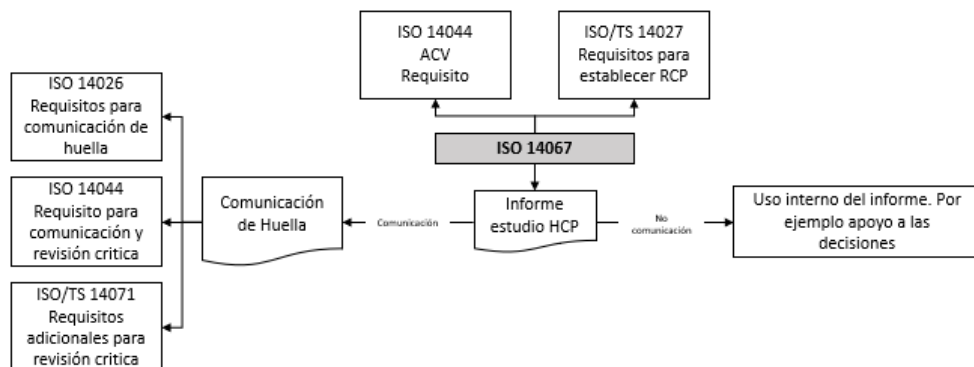 ISO 14044
ACV
Requisito
ISO/TS 14027
Requisitos para
establecer RCP
ISO 14026
Requisitos para
comunicación de
huella
ISO 14067
ISO 14044
Requisito para
comunicación y
revisión critica
Comunicación
de Huella
Comunicación
Informe
estudio HCP
No
comunicación
Uso interno del informe. Por
ejemplo apoyo a las
decisiones
ISO/TS 14071
Requisitos
adicionales para
revisión critica